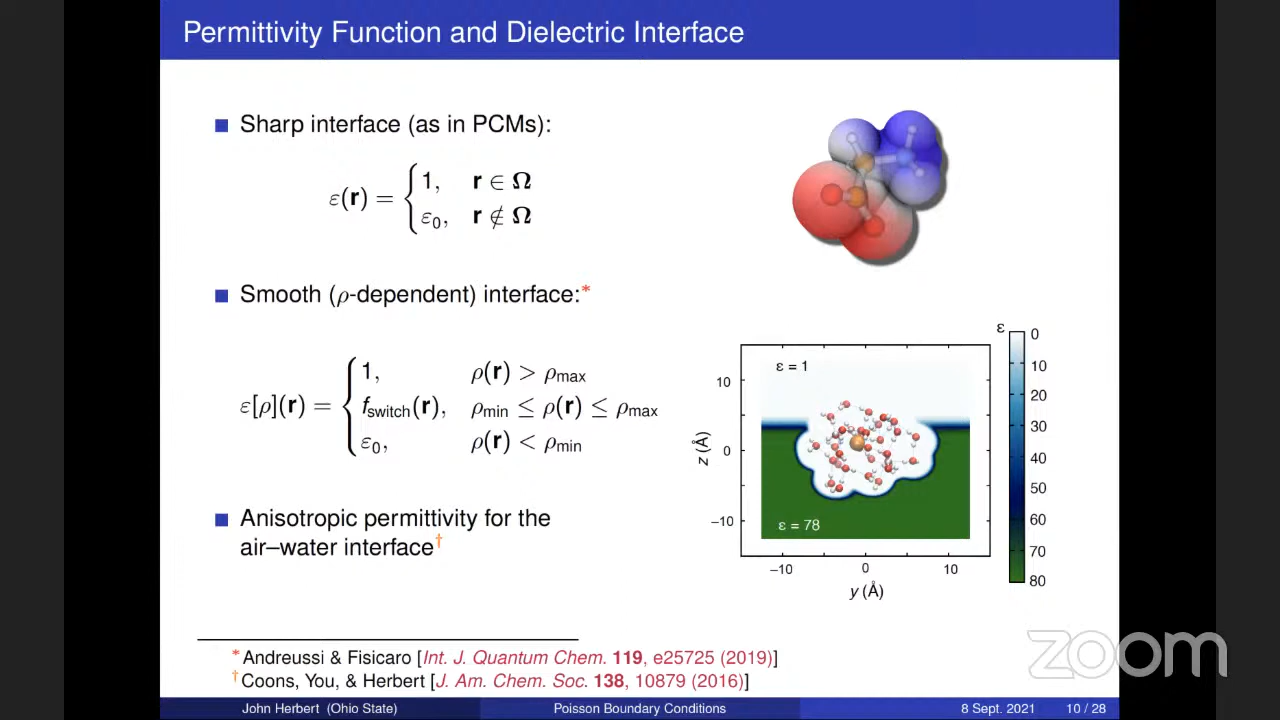 Permittivity Function and Dielectric Interface
Sharp interface (as in PCMs):
ε(r) = { 1, r ∈ Ω
ε₀, r ∉ Ω
Smooth (ρ-dependent) interface:*
ε[ρ](r) = { 1, ρ(r) > ρmax
fswitch(r), ρmin ≤ ρ(r) ≤ ρmax
ε₀, ρ(r) < ρmin
Anisotropic permittivity for the
air–water interface†
ε
0
10
20
30
40
50
60
70
80
ε = 1
ε = 78
10
0
−10
z (Å)
−10 0 10
y (Å)
* Andreussi & Fisicaro [Int. J. Quantum Chem. 119, e25725 (2019)]
† Coons, You, & Herbert [J. Am. Chem. Soc. 138, 10879 (2016)]
John Herbert (Ohio State) Poisson Boundary Conditions 8 Sept. 2021 10 / 28
zoom